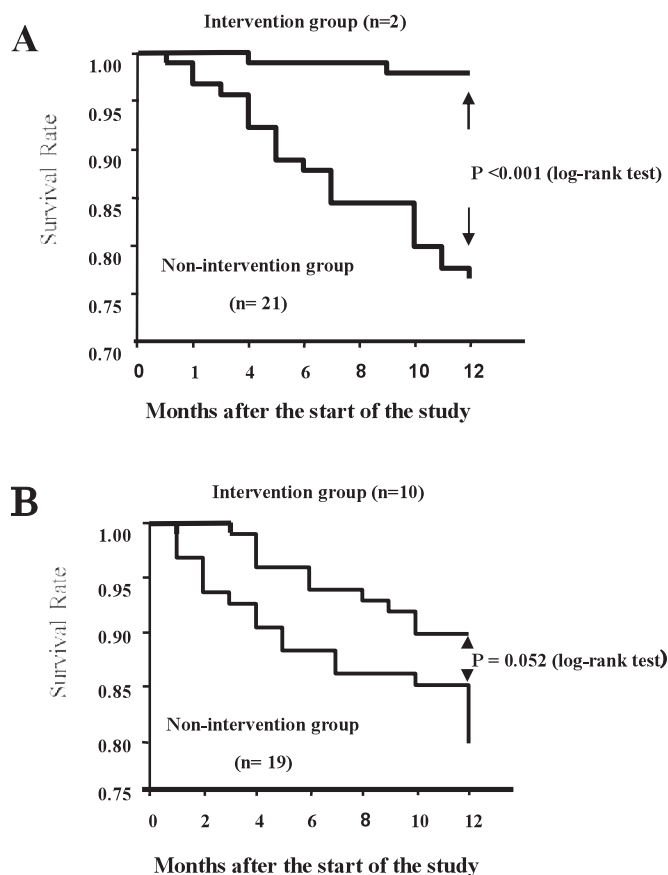 A
Intervention group (n=2)
1.00
0.95
0.90
0.85
0.80
0.75
0.70
Survival Rate
P <0.001 (log-rank test)
Non-intervention group
(n= 21)
0 1 4 6 8 10 12
Months after the start of the study
B
Intervention group (n=10)
1.00
0.95
0.90
0.85
0.80
0.75
Survival Rate
P = 0.052 (log-rank test)
Non-intervention group
(n= 19)
0 2 4 6 8 10 12
Months after the start of the study